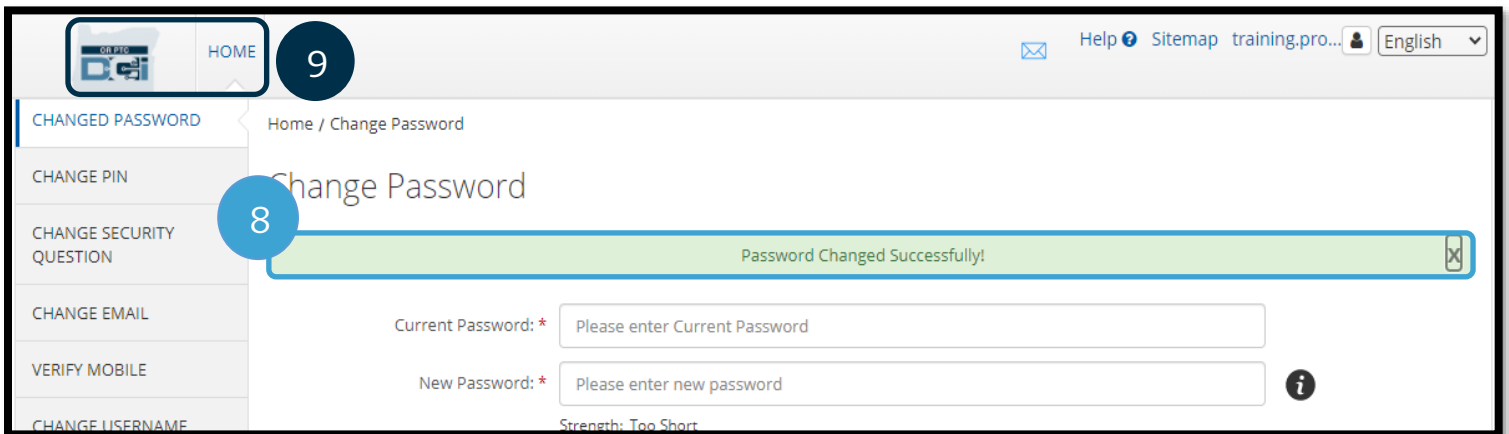 OR PTC
DCI
HOME
9
Help ?
Sitemap
training.pro...
English
CHANGED PASSWORD
Home / Change Password
CHANGE PIN
Change Password
8
CHANGE SECURITY
QUESTION
Password Changed Successfully!
X
CHANGE EMAIL
Current Password: *
Please enter Current Password
VERIFY MOBILE
New Password: *
Please enter new password
i
CHANGE USERNAME
Strength: Too Short